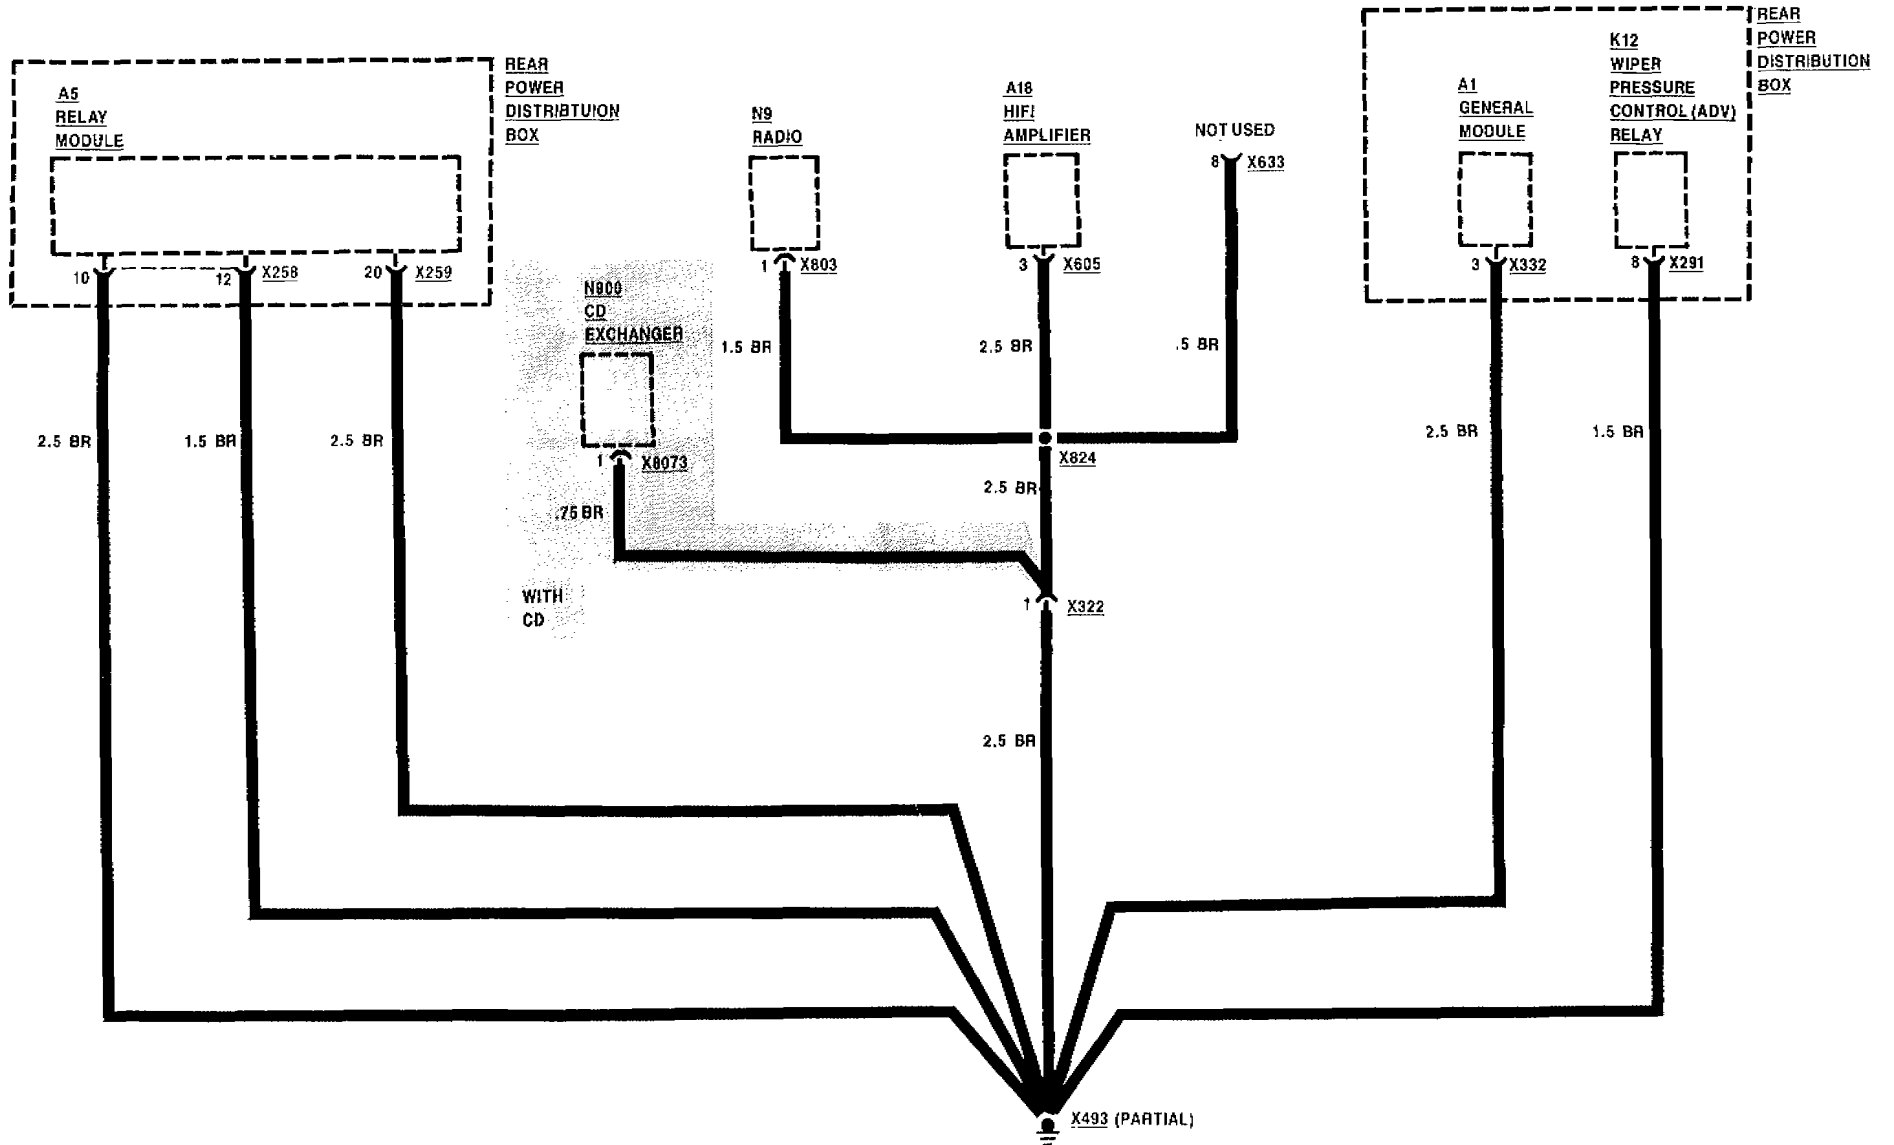 REAR
POWER
DISTRIBTUION
BOX
A5
RELAY
MODULE
10
12
X258
20
X259
2.5 BR
1.5 BR
2.5 BR
N9
RADIO
1
X803
1.5 BR
A18
HIFI
AMPLIFIER
3
X605
2.5 BR
NOT USED
8
X633
.5 BR
N900
CD
EXCHANGER
1
X8073
.75 BR
WITH
CD
X824
2.5 BR
1
X322
2.5 BR
REAR
POWER
DISTRIBUTION
BOX
A1
GENERAL
MODULE
3
X332
2.5 BR
K12
WIPER
PRESSURE
CONTROL (ADV)
RELAY
8
X291
1.5 BR
X493 (PARTIAL)